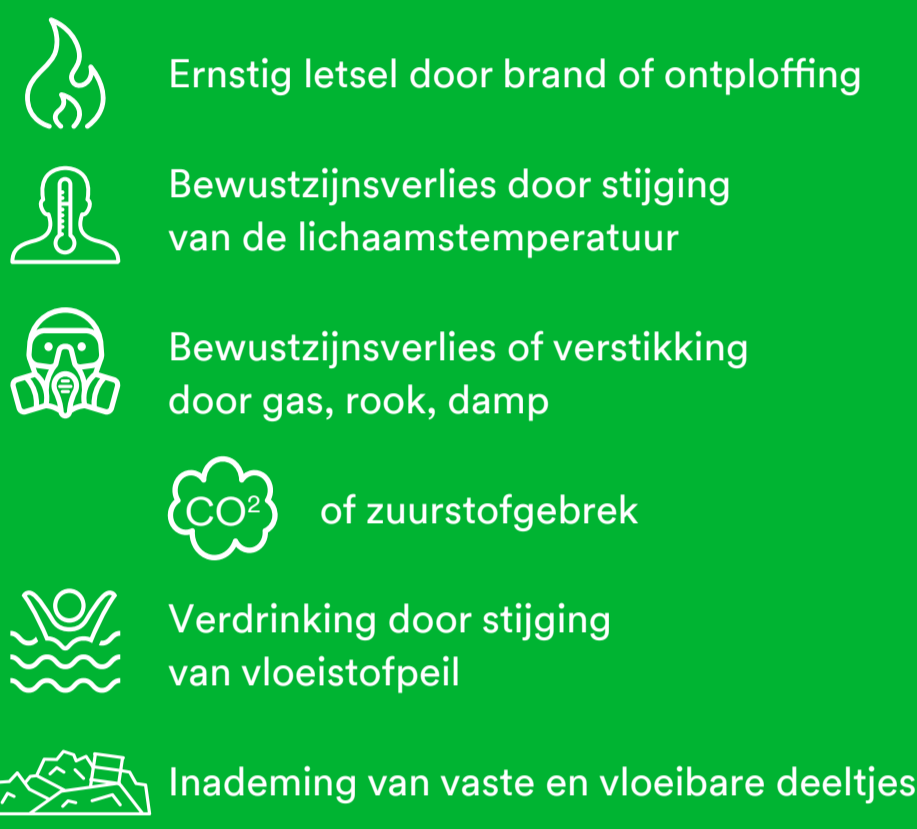 Ernstig letsel door brand of ontploffing
Bewustzijnsverlies door stijging
van de lichaamstemperatuur
Bewustzijnsverlies of verstikking
door gas, rook, damp
CO² of zuurstofgebrek
Verdrinking door stijging
van vloeistofpeil
Inademing van vaste en vloeibare deeltjes